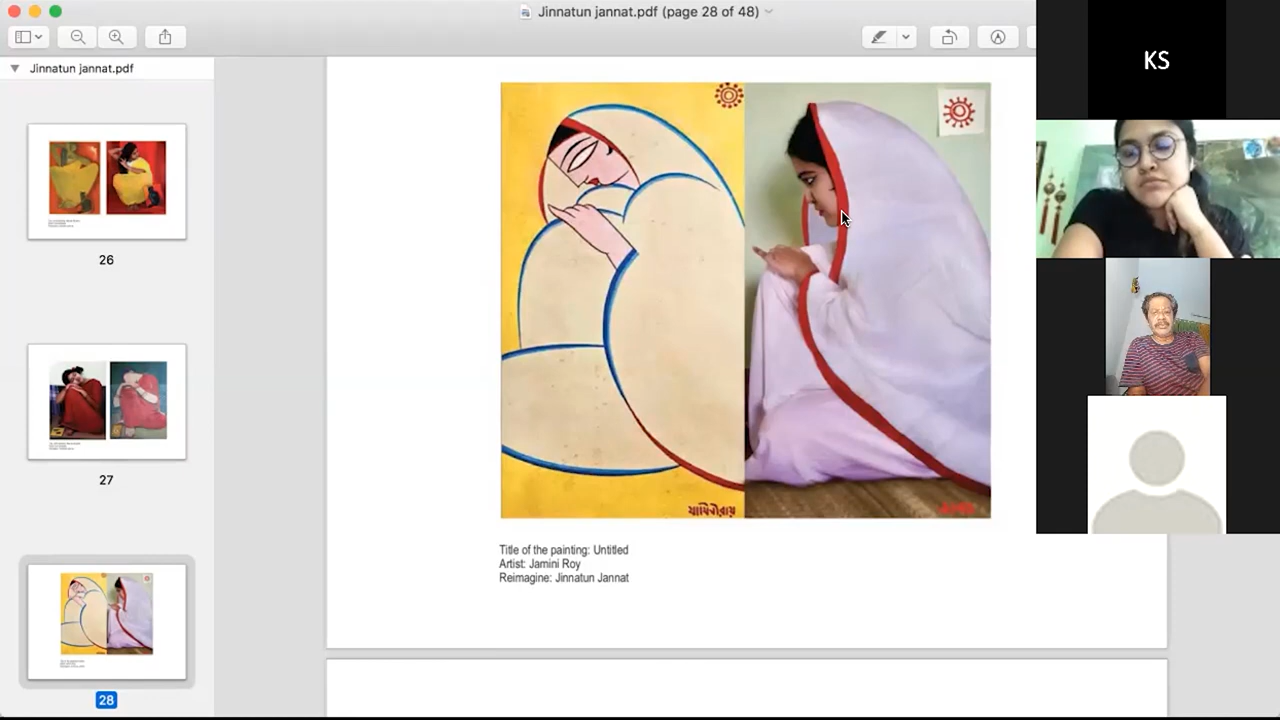 Jinnatun jannat.pdf (page 28 of 48)
Jinnatun jannat.pdf
26
27
28
যামিনীরায়
Title of the painting: Untitled
Artist: Jamini Roy
Reimagine: Jinnatun Jannat
KS